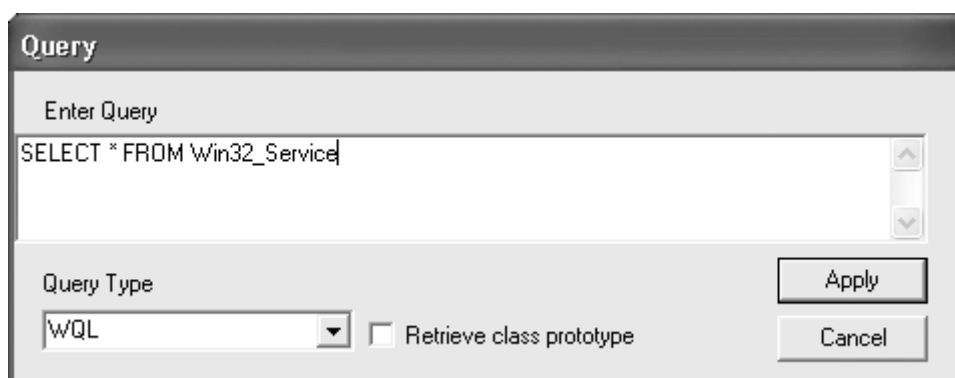 Query
Enter Query
SELECT * FROM Win32_Service
Query Type
Apply
WQL
Retrieve class prototype
Cancel